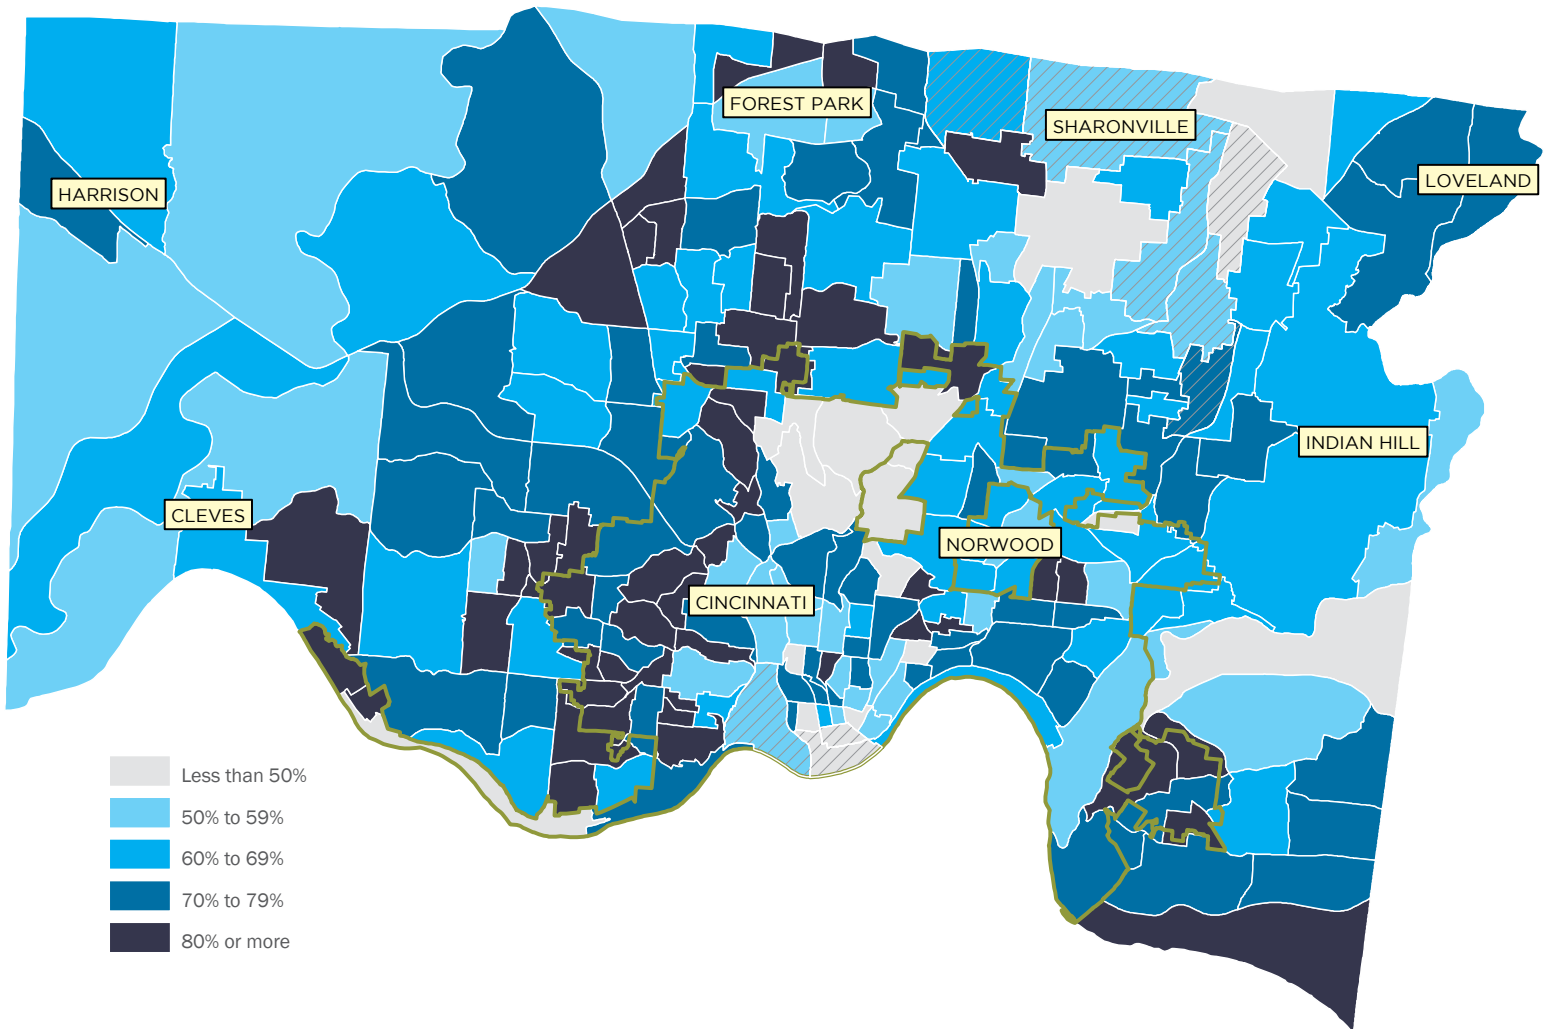 FOREST PARK
SHARONVILLE
HARRISON
LOVELAND
INDIAN HILL
CLEVES
NORWOOD
CINCINNATI
Less than 50%
50% to 59%
60% to 69%
70% to 79%
80% or more